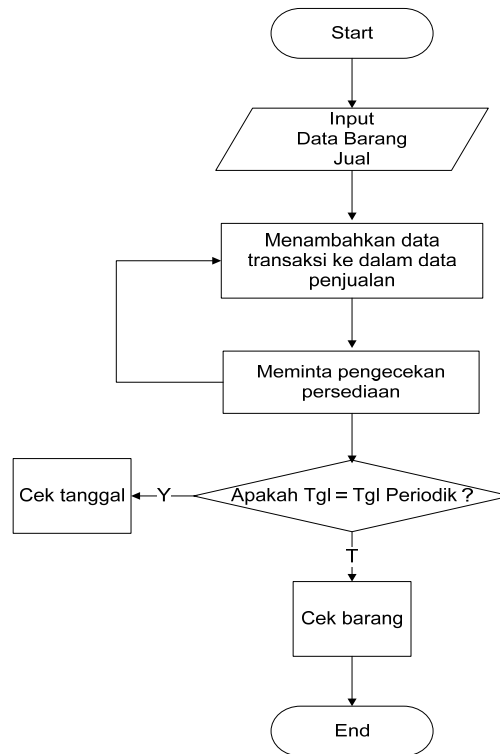 Start
Input
Data Barang
Jual
Menambahkan data
transaksi ke dalam data
penjualan
Meminta pengecekan
persediaan
Cek tanggal
Y
Apakah Tgl = Tgl Periodik ?
T
Cek barang
End